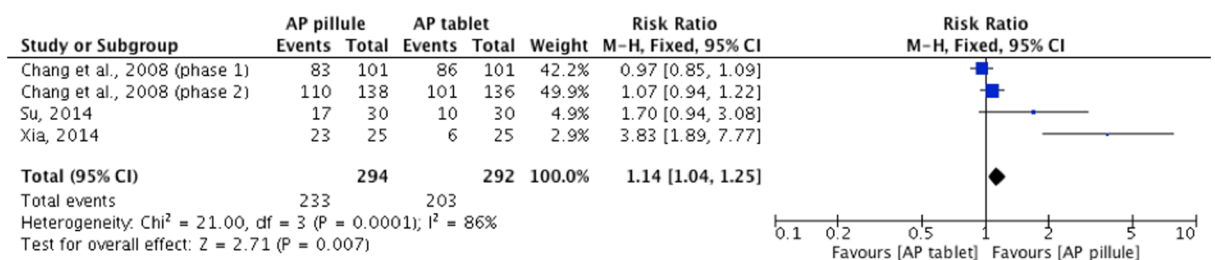 AP pillule AP tablet Risk Ratio Risk Ratio
Study or Subgroup Events Total Events Total Weight M-H, Fixed, 95% CI M-H, Fixed, 95% CI
Chang et al., 2008 (phase 1) 83 101 86 101 42.2% 0.97 [0.85, 1.09]
Chang et al., 2008 (phase 2) 110 138 101 136 49.9% 1.07 [0.94, 1.22]
Su, 2014 17 30 10 30 4.9% 1.70 [0.94, 3.08]
Xia, 2014 23 25 6 25 2.9% 3.83 [1.89, 7.77]
Total (95% CI) 294 292 100.0% 1.14 [1.04, 1.25]
Total events 233 203
Heterogeneity: Chi² = 21.00, df = 3 (P = 0.0001); I² = 86%
Test for overall effect: Z = 2.71 (P = 0.007)
0.1 0.2 0.5 1 2 5 10
Favours [AP tablet] Favours [AP pillule]